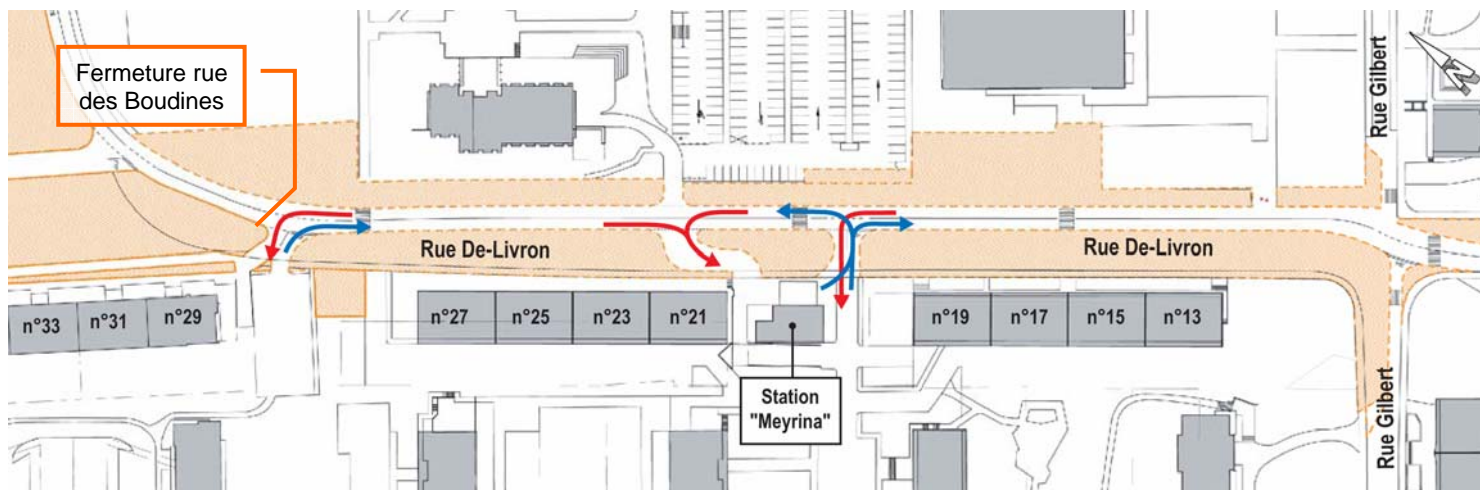 Fermeture rue
des Boudines
Rue Gilbert
N
Rue De-Livron
Rue De-Livron
n°33
n°31
n°29
n°27
n°25
n°23
n°21
n°19
n°17
n°15
n°13
Station
"Meyrina"
Rue Gilbert